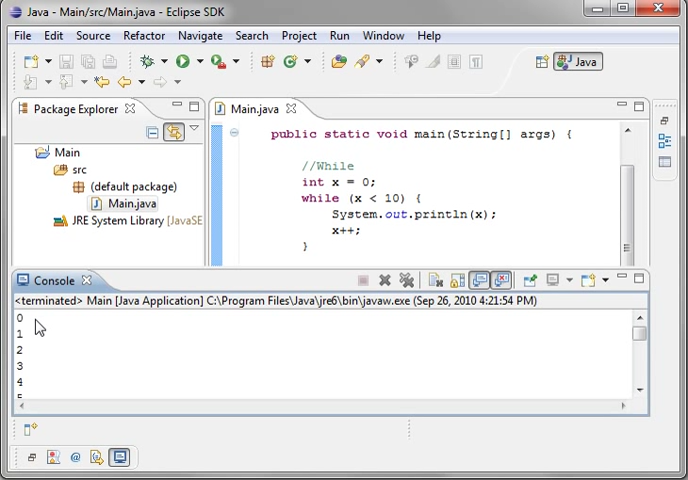 Java - Main/src/Main.java - Eclipse SDK
File Edit Source Refactor Navigate Search Project Run Window Help
Java
Package Explorer
Main.java
Main
src
(default package)
Main.java
JRE System Library [JavaSE
public static void main(String[] args) {
//While
int x = 0;
while (x < 10) {
System.out.println(x);
x++;
}
Console
<terminated> Main [Java Application] C:\Program Files\Java\jre6\bin\javaw.exe (Sep 26, 2010 4:21:54 PM)
0
1
2
3
4
5